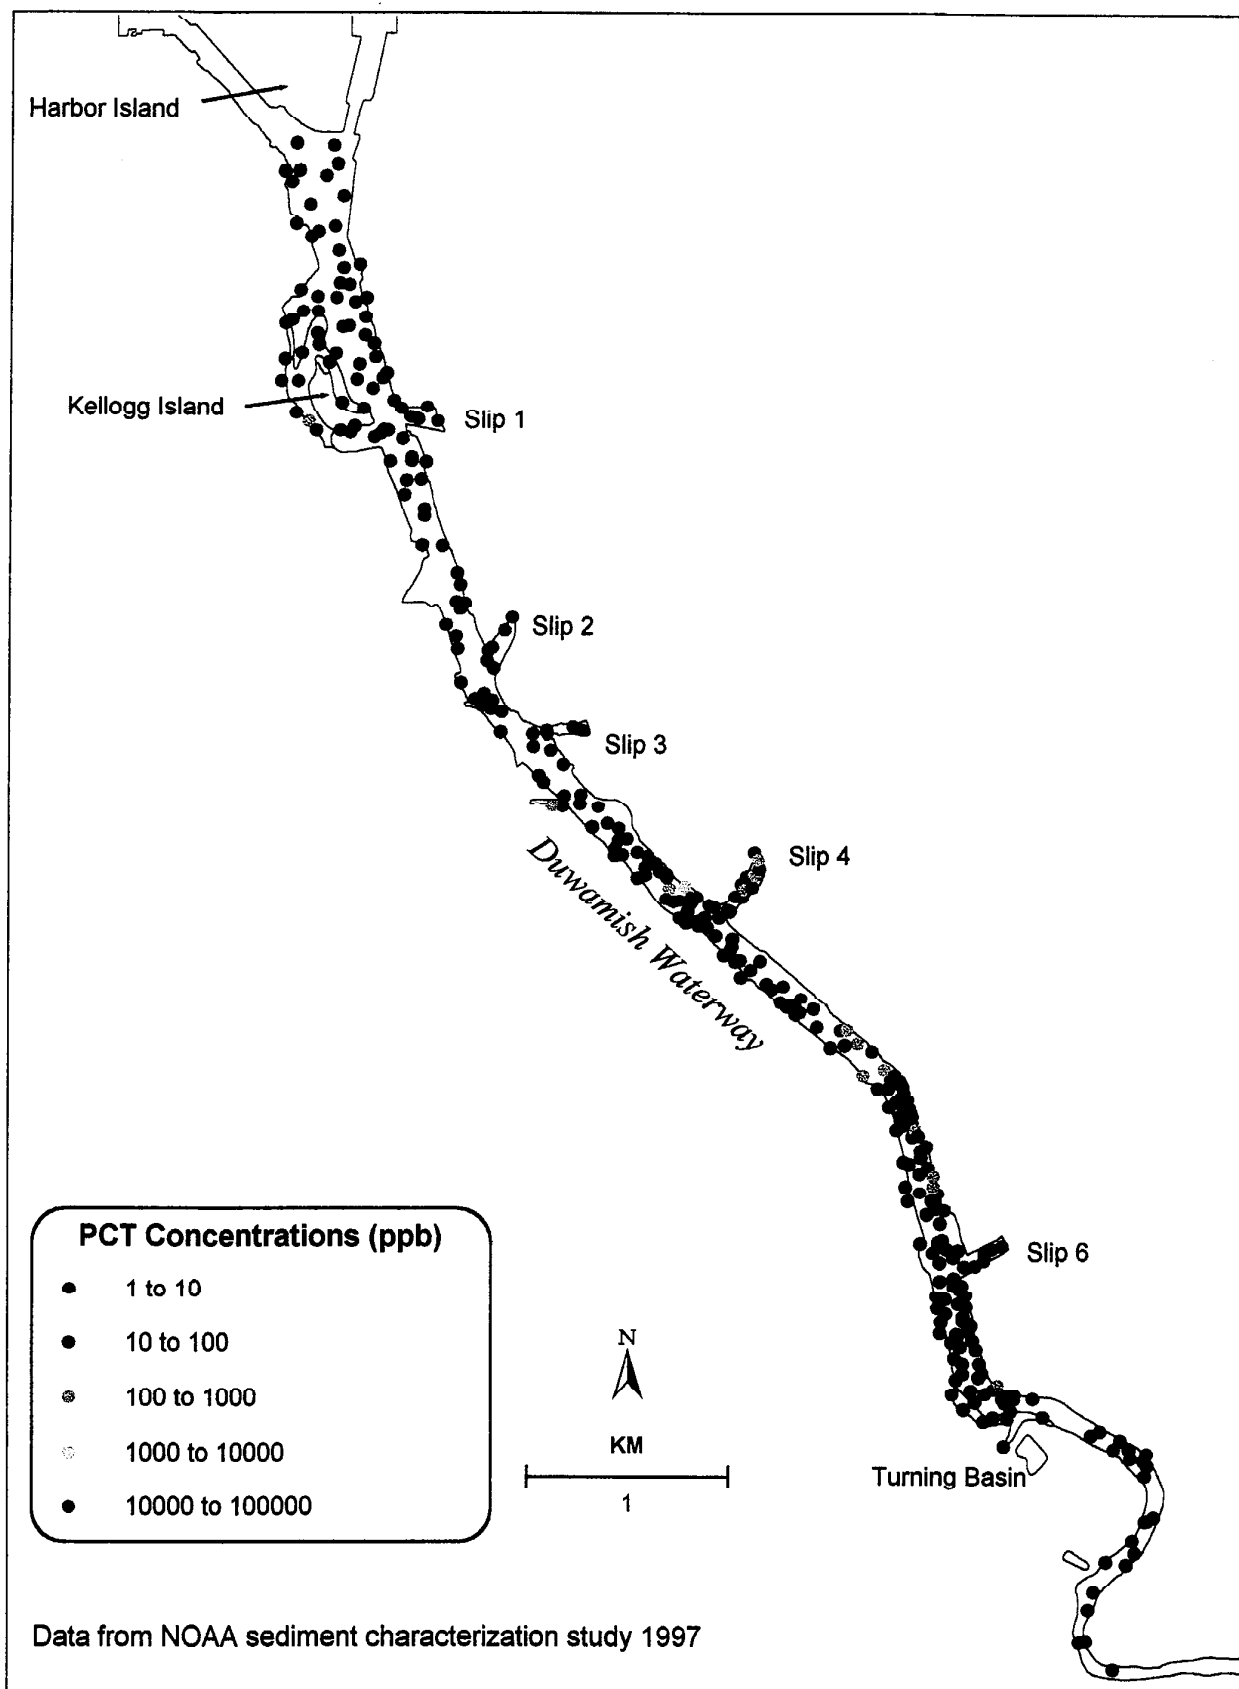 Harbor Island
Kellogg Island
Slip 1
Slip 2
Slip 3
Slip 4
Duwamish Waterway
Slip 6
PCT Concentrations (ppb)
1 to 10
10 to 100
100 to 1000
1000 to 10000
10000 to 100000
N
KM
1
Turning Basin
Data from NOAA sediment characterization study 1997